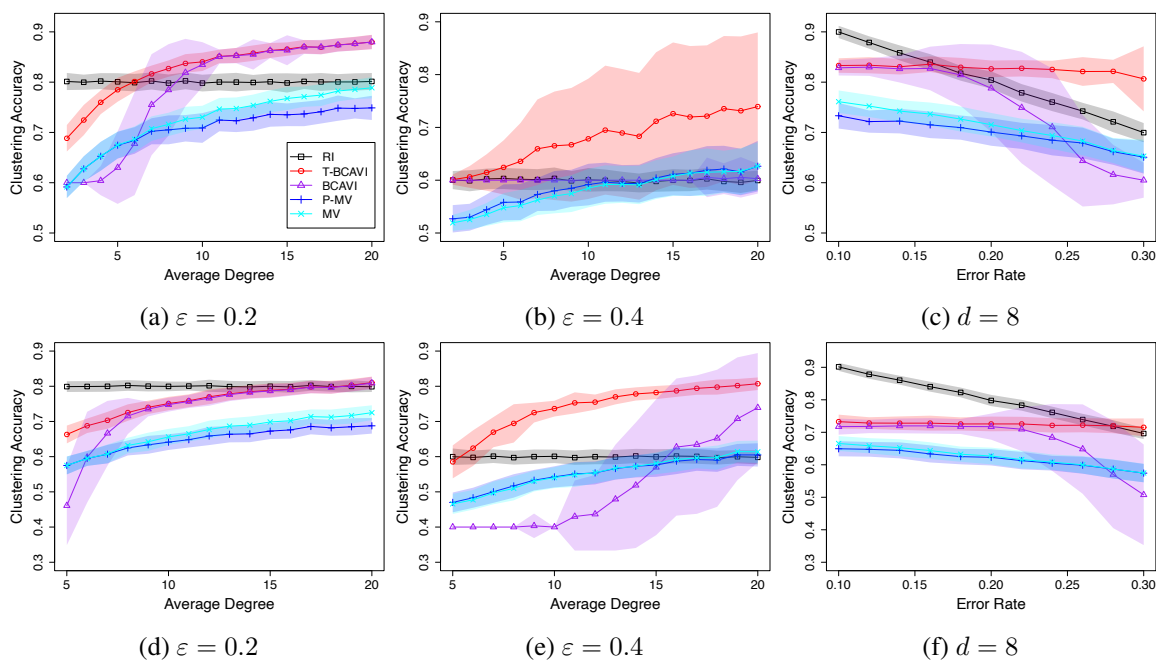 0.9
0.8
0.7
0.6
0.5
Clustering Accuracy
RI
T-BCAVI
BCAVI
P-MV
MV
5 10 15 20
Average Degree
(a) ε = 0.2
0.9
0.8
0.7
0.6
0.5
Clustering Accuracy
5 10 15 20
Average Degree
(b) ε = 0.4
0.9
0.8
0.7
0.6
0.5
Clustering Accuracy
0.10 0.15 0.20 0.25 0.30
Error Rate
(c) d = 8
0.9
0.8
0.7
0.6
0.5
0.4
0.3
Clustering Accuracy
5 10 15 20
Average Degree
(d) ε = 0.2
0.9
0.8
0.7
0.6
0.5
0.4
0.3
Clustering Accuracy
5 10 15 20
Average Degree
(e) ε = 0.4
0.9
0.8
0.7
0.6
0.5
0.4
0.3
Clustering Accuracy
0.10 0.15 0.20 0.25 0.30
Error Rate
(f) d = 8